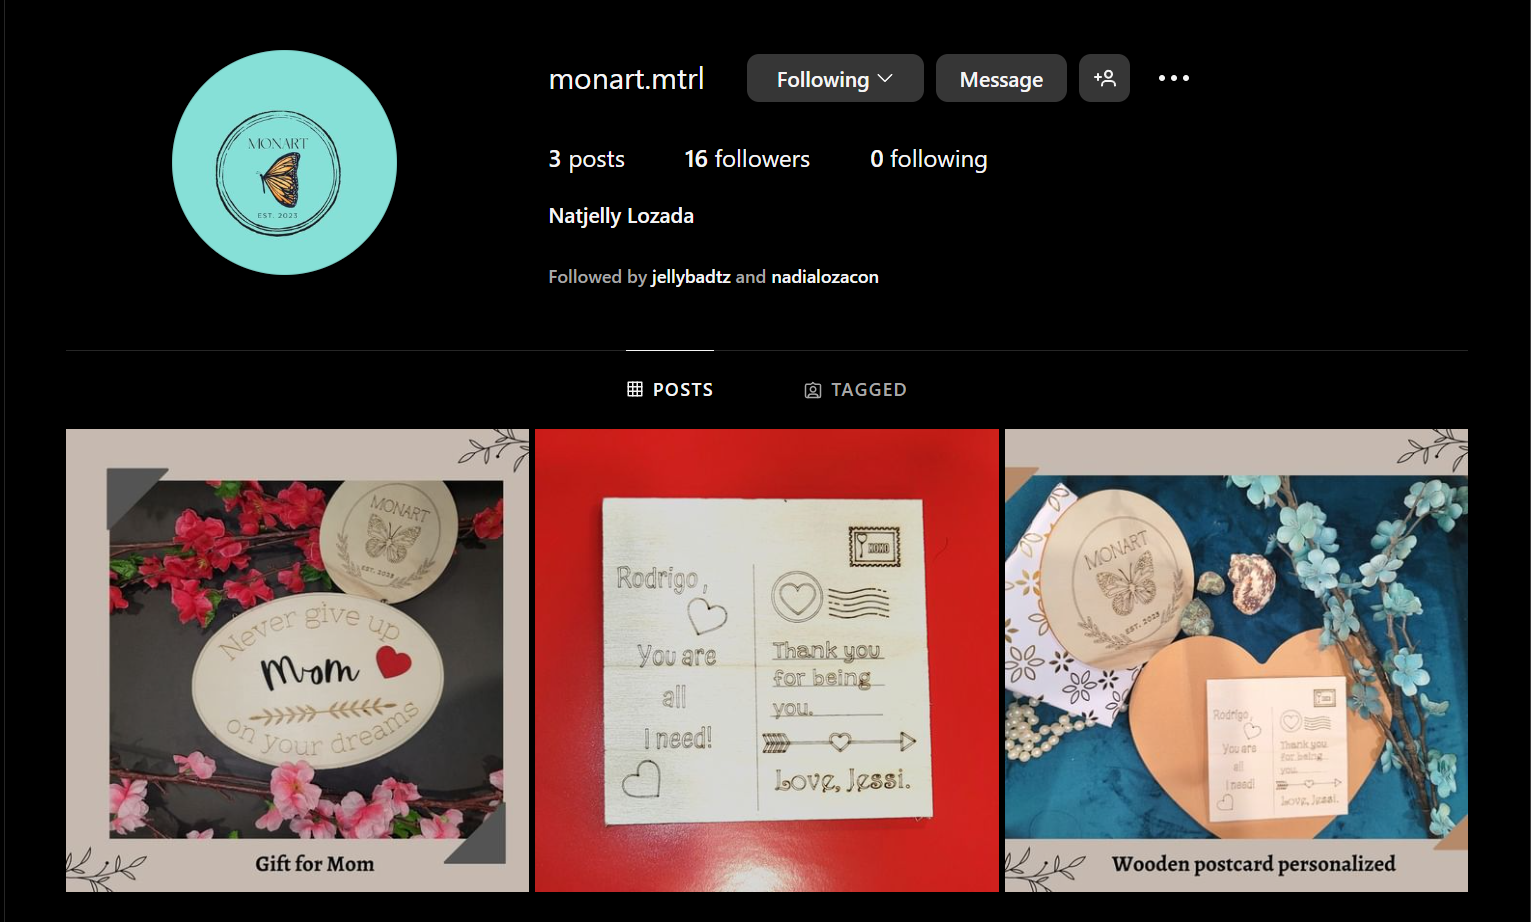 MONART
EST. 2023
monart.mtrl
Following
Message
3 posts
16 followers
0 following
Natjelly Lozada
Followed by jellybadtz and nadialozacon
POSTS
TAGGED
MONART
EST. 2023
Never give up
Mom
on your dreams
Gift for Mom
XOXO
Rodrigo,
You are
all
I need!
Thank you
for being
you.
Love, Jessi.
MONART
EST. 2023
Rodrigo,
You are
all
I need!
Thank you
for being
you.
Love, Jessi.
Wooden postcard personalized